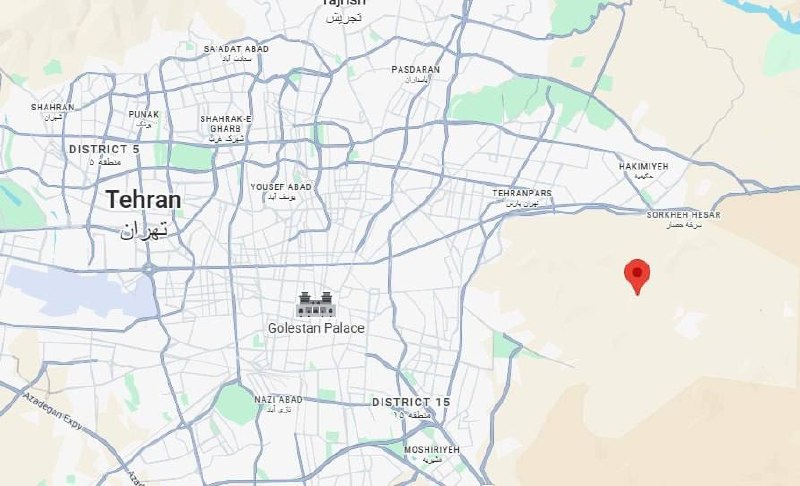 Tajrish
تجریش
SA'ADAT ABAD
سعادت آباد
PASDARAN
پاسداران
SHAHRAN
شهران
PUNAK
پونک
SHAHRAK-E
GHARB
شهرک غرب
DISTRICT 5
منطقه ۵
HAKIMIYEH
حکیمیه
YOUSEF ABAD
یوسف آباد
TEHRANPARS
تهران پارس
Tehran
تهران
SORKHEH HESAR
سرخه حصار
Golestan Palace
NAZI ABAD
نازی آباد
DISTRICT 15
منطقه ۱۵
Azadegan Expy
MOSHIRIYEH
مشیریه